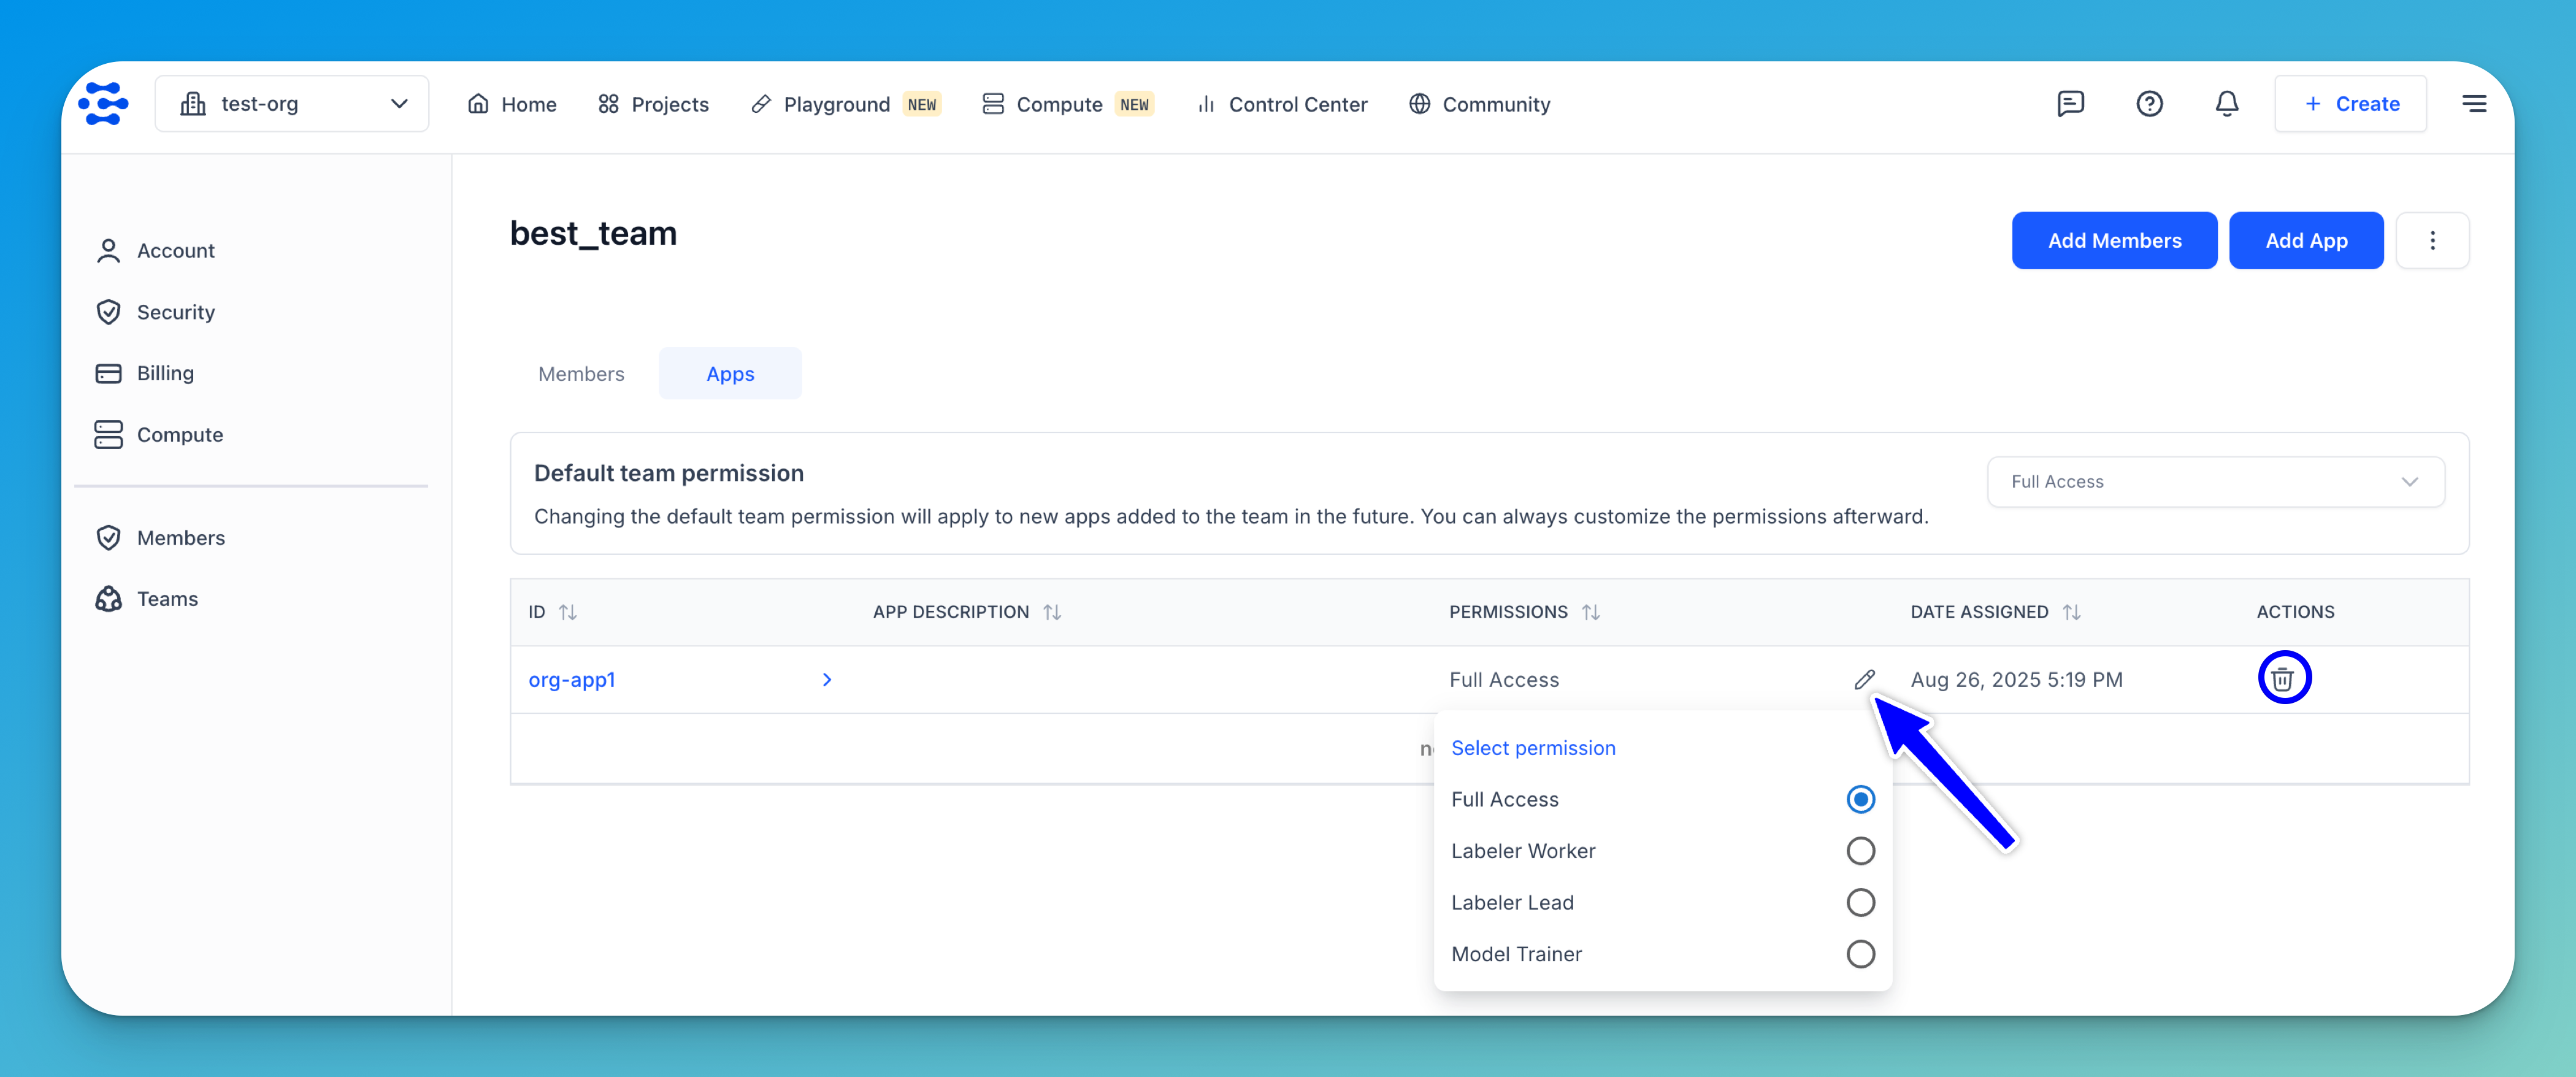 test-org Home Projects Playground NEW Compute NEW Control Center Community + Create
Account
Security
Billing
Compute
Members
Teams
best_team
Add Members Add App
Members Apps
Default team permission
Full Access
Changing the default team permission will apply to new apps added to the team in the future. You can always customize the permissions afterward.
ID APP DESCRIPTION PERMISSIONS DATE ASSIGNED ACTIONS
org-app1 Full Access Aug 26, 2025 5:19 PM
Select permission
Full Access
Labeler Worker
Labeler Lead
Model Trainer